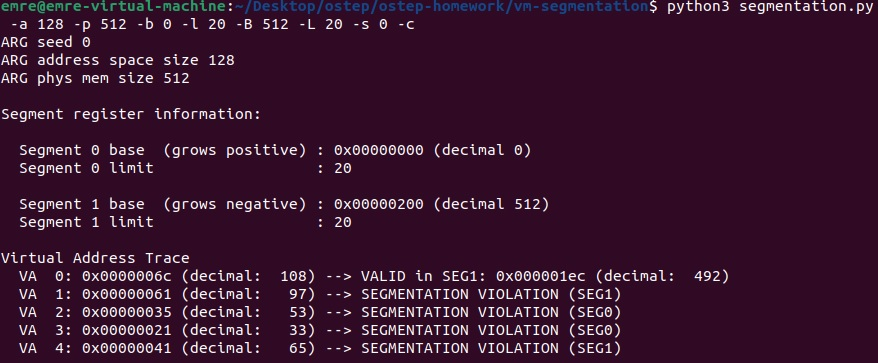 emre@emre-virtual-machine:~/Desktop/ostep/ostep-homework/vm-segmentation$ python3 segmentation.py
 -a 128 -p 512 -b 0 -l 20 -B 512 -L 20 -s 0 -c
ARG seed 0
ARG address space size 128
ARG phys mem size 512

Segment register information:

  Segment 0 base  (grows positive) : 0x00000000 (decimal 0)
  Segment 0 limit                  : 20

  Segment 1 base  (grows negative) : 0x00000200 (decimal 512)
  Segment 1 limit                  : 20

Virtual Address Trace
  VA  0: 0x0000006c (decimal:  108) --> VALID in SEG1: 0x000001ec (decimal:  492)
  VA  1: 0x00000061 (decimal:   97) --> SEGMENTATION VIOLATION (SEG1)
  VA  2: 0x00000035 (decimal:   53) --> SEGMENTATION VIOLATION (SEG0)
  VA  3: 0x00000021 (decimal:   33) --> SEGMENTATION VIOLATION (SEG0)
  VA  4: 0x00000041 (decimal:   65) --> SEGMENTATION VIOLATION (SEG1)